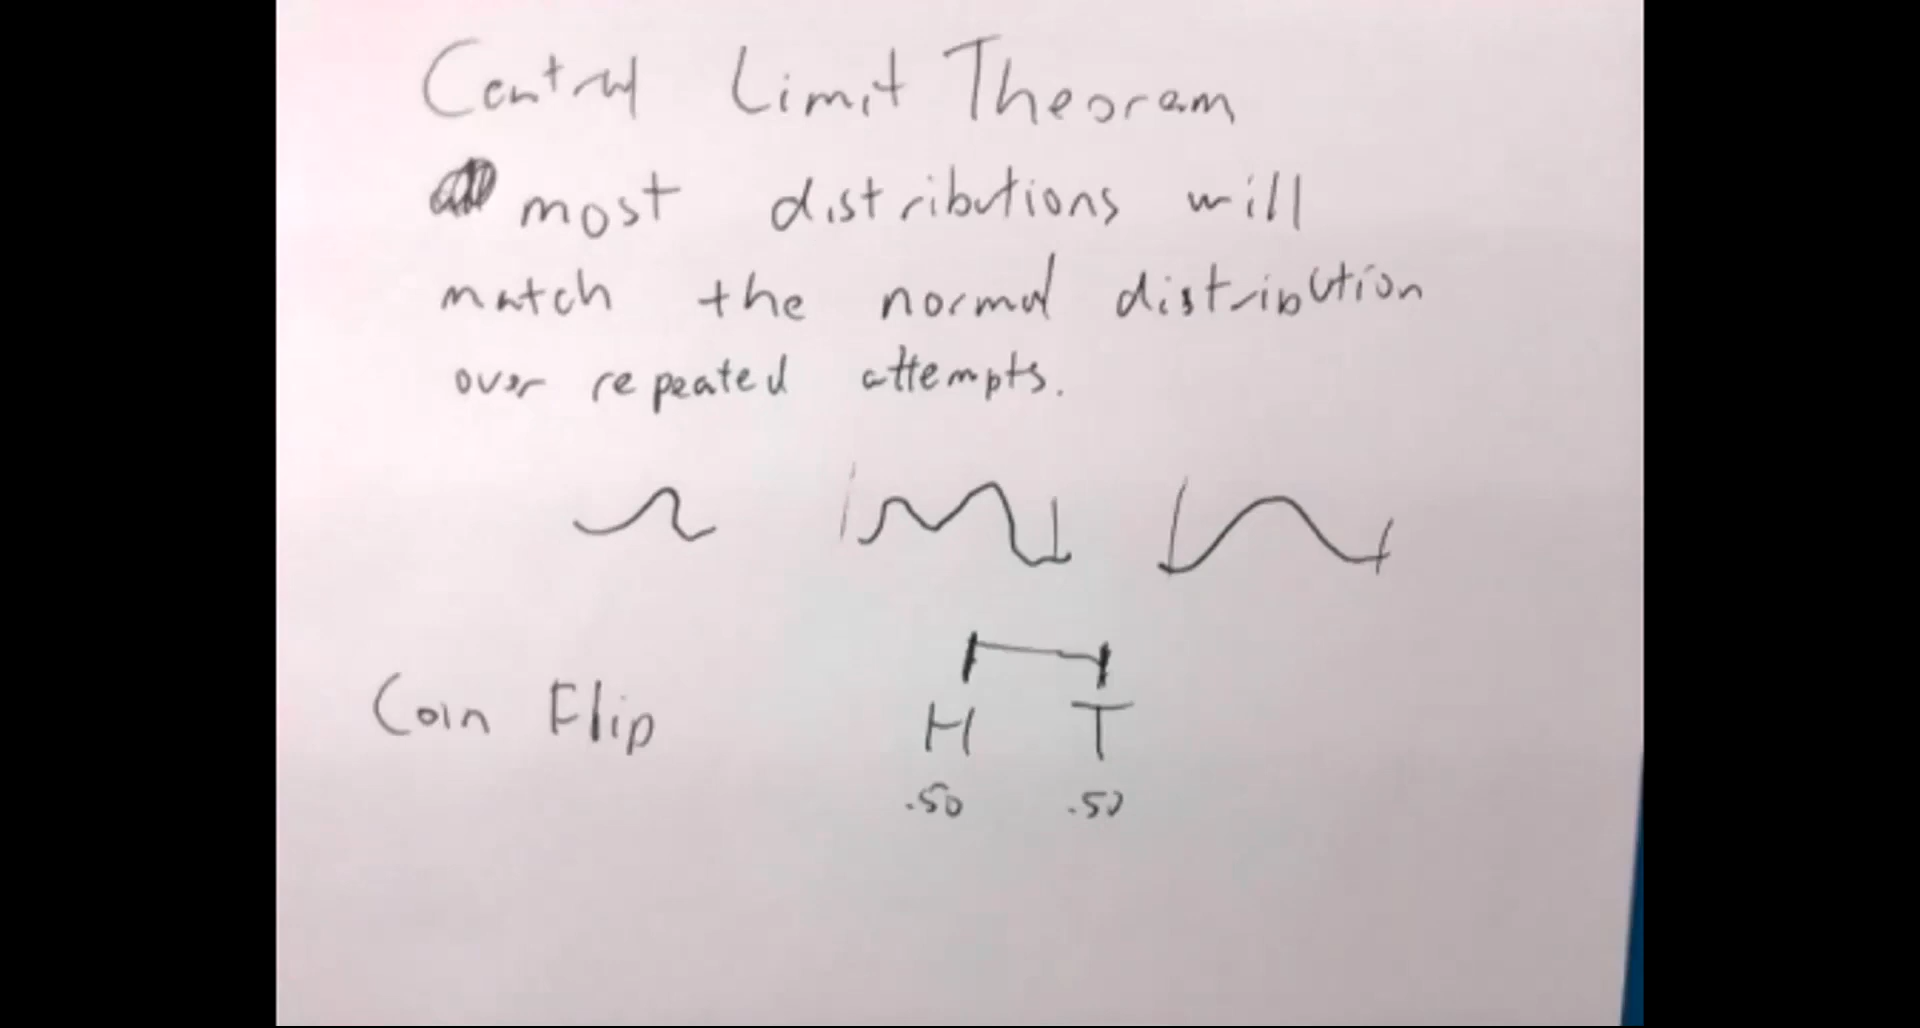 Central Limit Theoram
most distributions will
match the normal distribution
over repeated attempts.
Coin Flip
H T
.50 .50